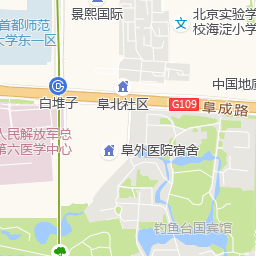 景熙国际
北京实验学
校海淀小学
首都师范
大学东一区
中国地质
白堆子
阜北社区
G109
阜成路
人民解放军总
第六医学中心
阜外医院宿舍
钓鱼台国宾馆